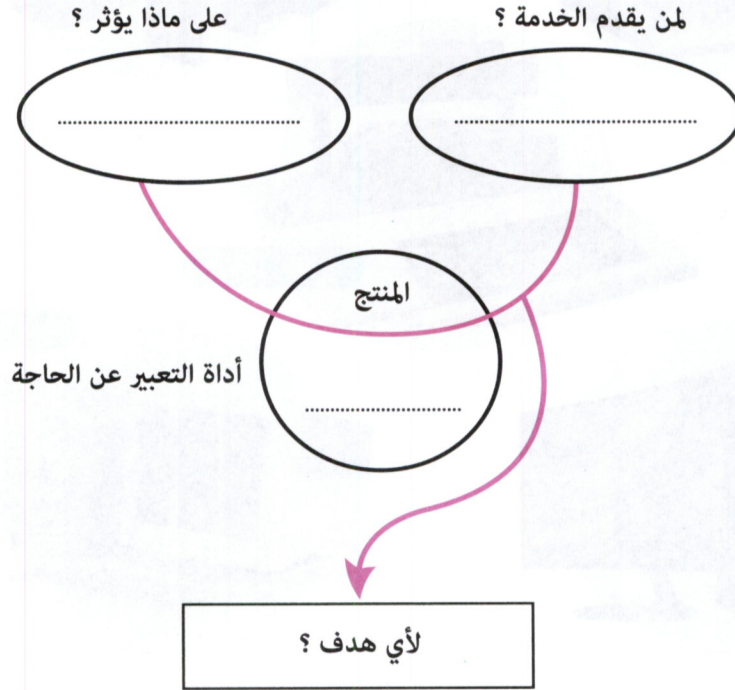 لمن يقدم الخدمة ؟
على ماذا يؤثر ؟
المنتج
أداة التعبير عن الحاجة
لأي هدف ؟